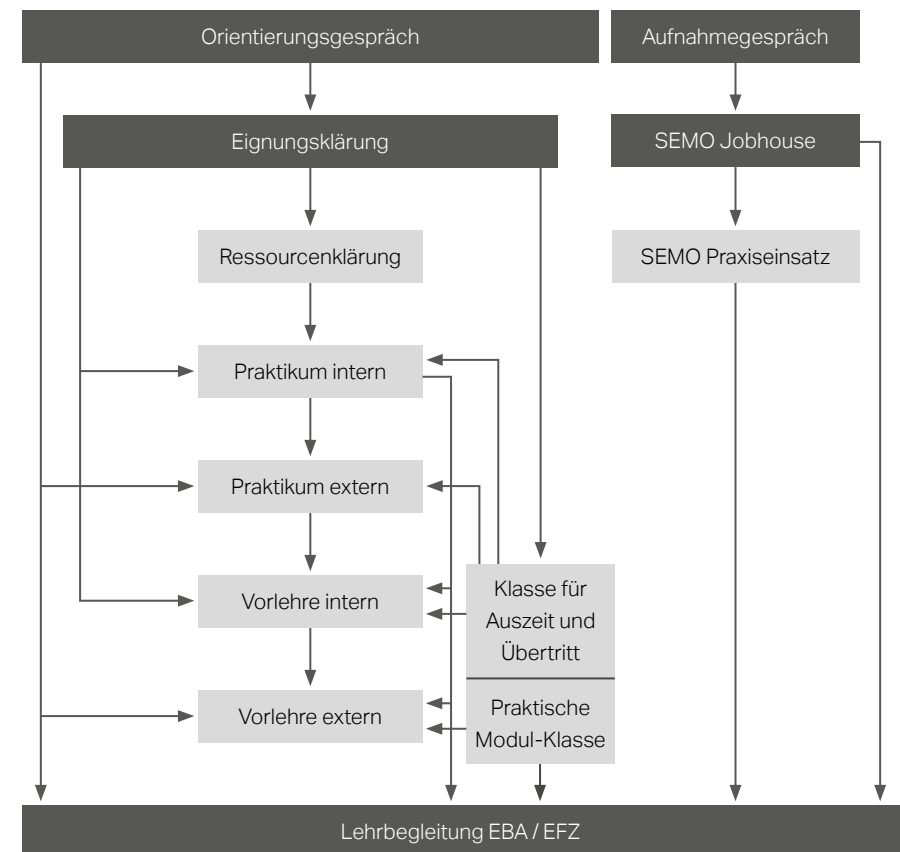 Orientierungsgespräch
Aufnahmegespräch
Eignungsklärung
SEMO Jobhouse
Ressourcenklärung
SEMO Praxiseinsatz
Praktikum intern
Praktikum extern
Vorlehre intern
Klasse für
Auszeit und
Übertritt
Vorlehre extern
Praktische
Modul-Klasse
Lehrbegleitung EBA / EFZ